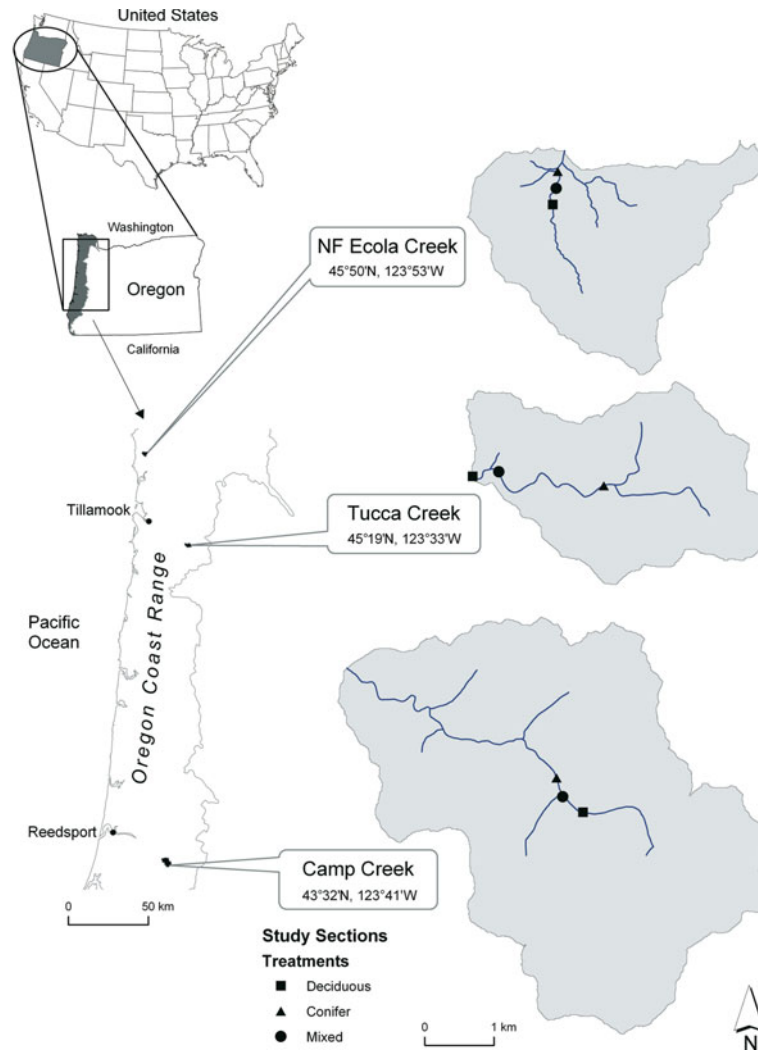 United States
Washington
Oregon
California
NF Ecola Creek
45°50'N, 123°53'W
Tillamook
Tucca Creek
45°19'N, 123°33'W
Pacific
Ocean
Oregon Coast Range
Reedsport
Camp Creek
43°32'N, 123°41'W
0 50 km
Study Sections
Treatments
Deciduous
Conifer
Mixed
0 1 km
N